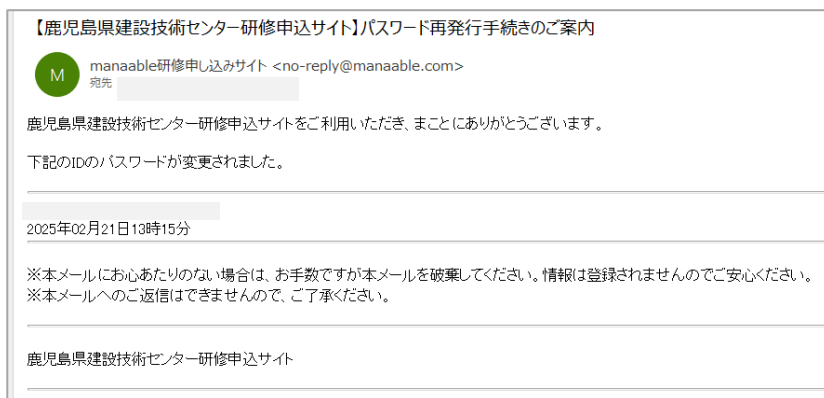 【鹿児島県建設技術センター研修申込サイト】パスワード再発行手続きのご案内
M
manaable研修申し込みサイト <no-reply@manaable.com>
宛先
鹿児島県建設技術センター研修申込サイトをご利用いただき、まことにありがとうございます。
下記のIDのパスワードが変更されました。
2025年02月21日13時15分
※本メールにお心あたりのない場合は、お手数ですが本メールを破棄してください。情報は登録されませんのでご安心ください。
※本メールへのご返信はできませんので、ご了承ください。
鹿児島県建設技術センター研修申込サイト